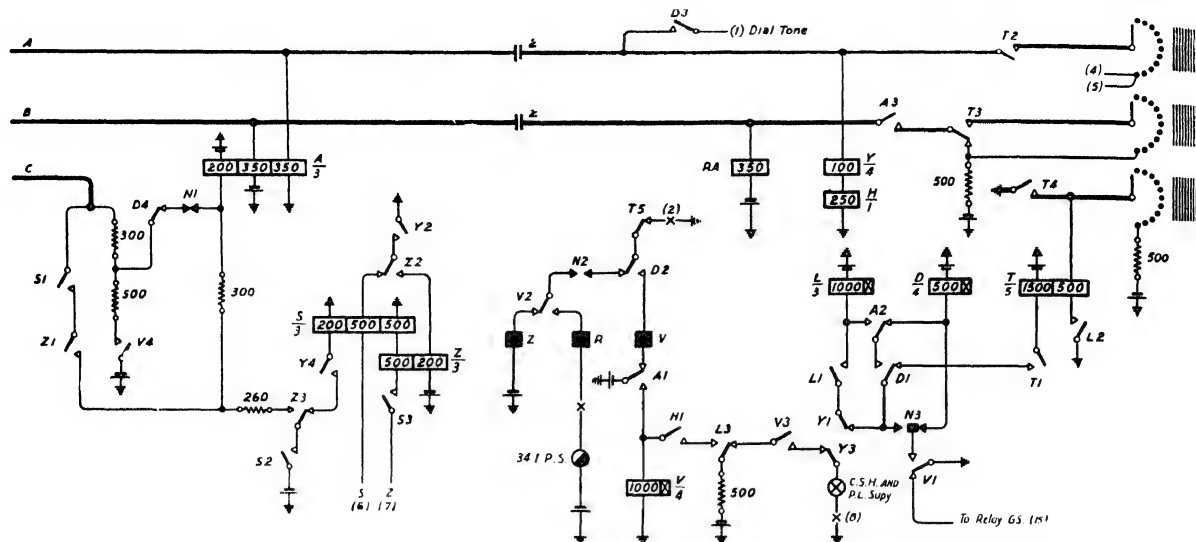 D3
(1) Dial Tone
A
2
T2
(4)
(5)
B
2
A3
T3
C
200 350 350 A/3
RA 350
100 Y/4
250 H/1
500
T4
D4 N1
300
Y2
T5 (2)
Z2
N2
D2
500
S1
500
300
V2
L/3 1000
D/4 500
T/5 1500 500
S/3 200 500 500
Z R V
A2
V4
500 200 Z/3
L2
Z1
Y4
A1
L1
D1
T1
260 Z3
S3
Y1
N3
H1
L3
V3
Y3
S2
34 I P.S.
1000 V/4
500
C.S.H. AND
P.L. Supy
V1
S Z
(6) (7)
(8)
To Relay GS. (15)